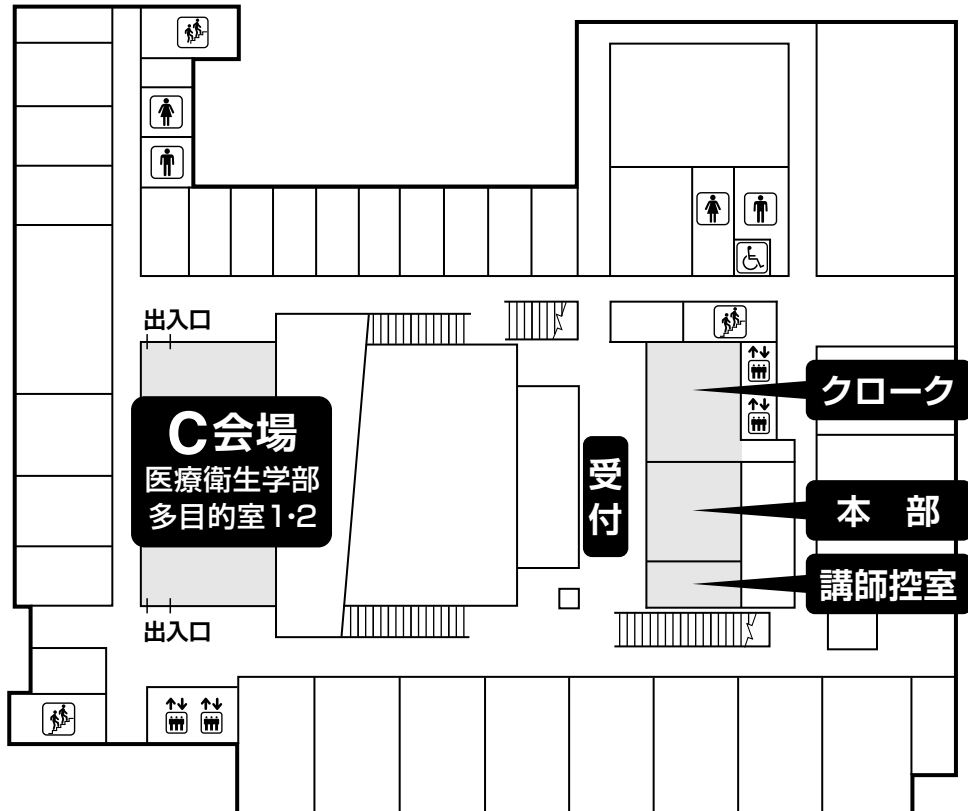 出入口
C会場
医療衛生学部
多目的室1・2
出入口
受付
クローク
本 部
講師控室